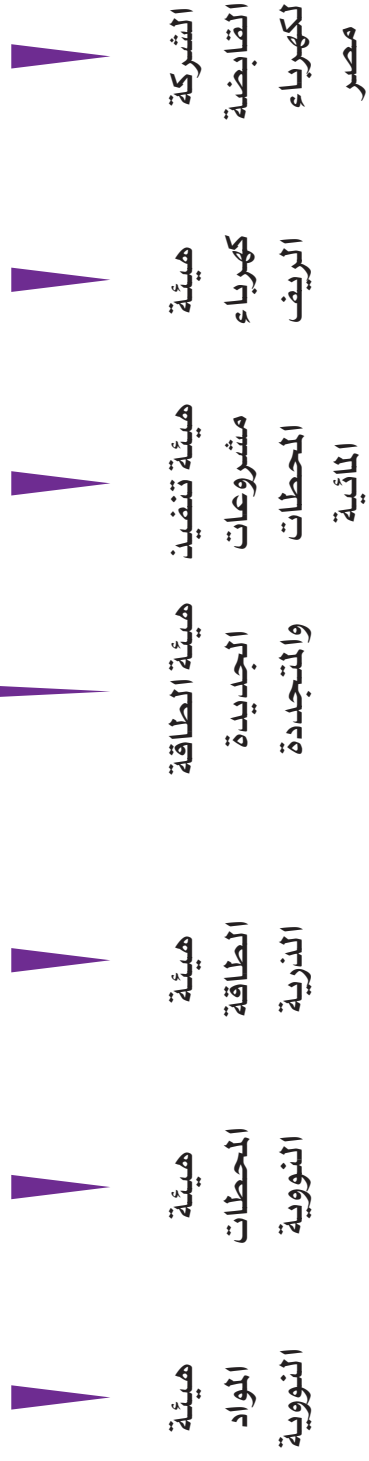 الشركة
القابضة
لكهرباء
مصر
هيئة
كهرباء
الريف
هيئة تنفيذ
مشروعات
المحطات
المائية
هيئة الطاقة
الجديدة
والمتجددة
هيئة
الطاقة
الذرية
هيئة
المحطات
النووية
هيئة
المواد
النووية